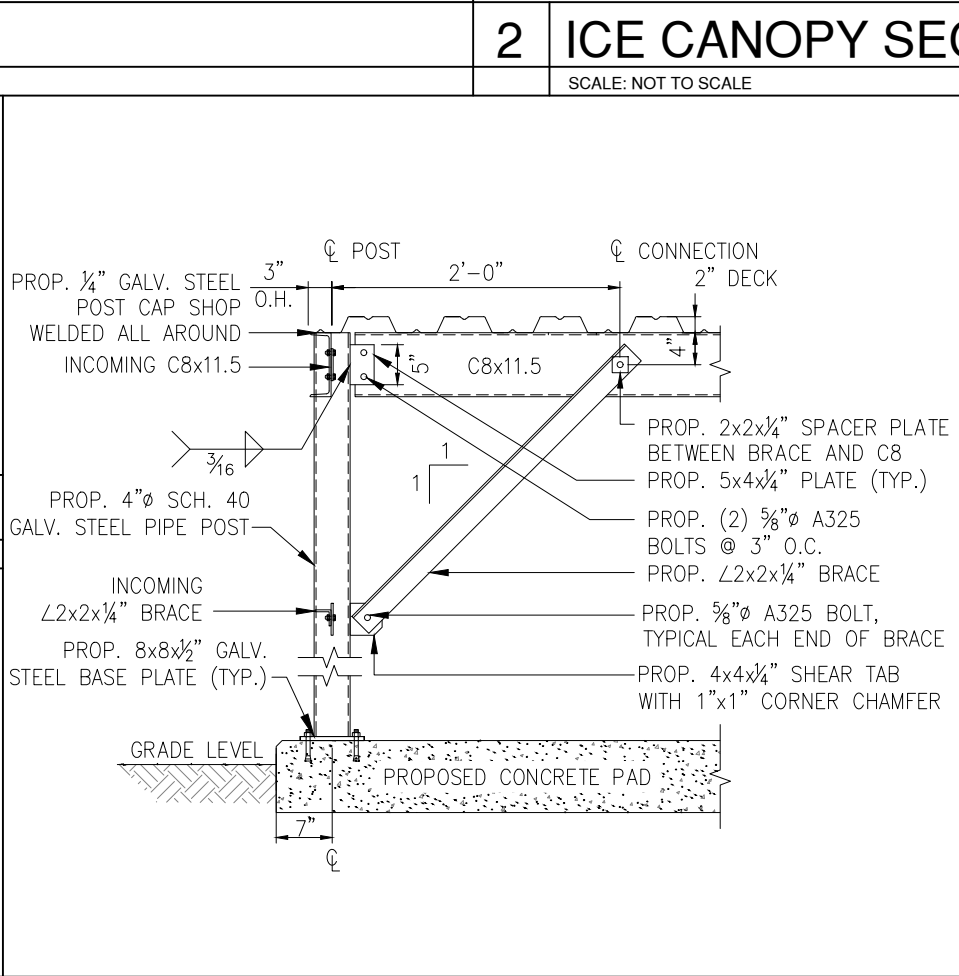 2
ICE CANOPY SEC
SCALE: NOT TO SCALE
℄ POST
℄ CONNECTION
3"
O.H.
2'-0"
2" DECK
PROP. ¼" GALV. STEEL
POST CAP SHOP
WELDED ALL AROUND
INCOMING C8x11.5
5"
C8x11.5
4"
3/16
1
1
PROP. 2x2x¼" SPACER PLATE
BETWEEN BRACE AND C8
PROP. 5x4x¼" PLATE (TYP.)
PROP. 4"ø SCH. 40
GALV. STEEL PIPE POST
PROP. (2) ⅝"ø A325
BOLTS @ 3" O.C.
PROP. ∠2x2x¼" BRACE
INCOMING
∠2x2x¼" BRACE
PROP. ⅝"ø A325 BOLT,
TYPICAL EACH END OF BRACE
PROP. 8x8x½" GALV.
STEEL BASE PLATE (TYP.)
PROP. 4x4x¼" SHEAR TAB
WITH 1"x1" CORNER CHAMFER
GRADE LEVEL
PROPOSED CONCRETE PAD
7"
℄